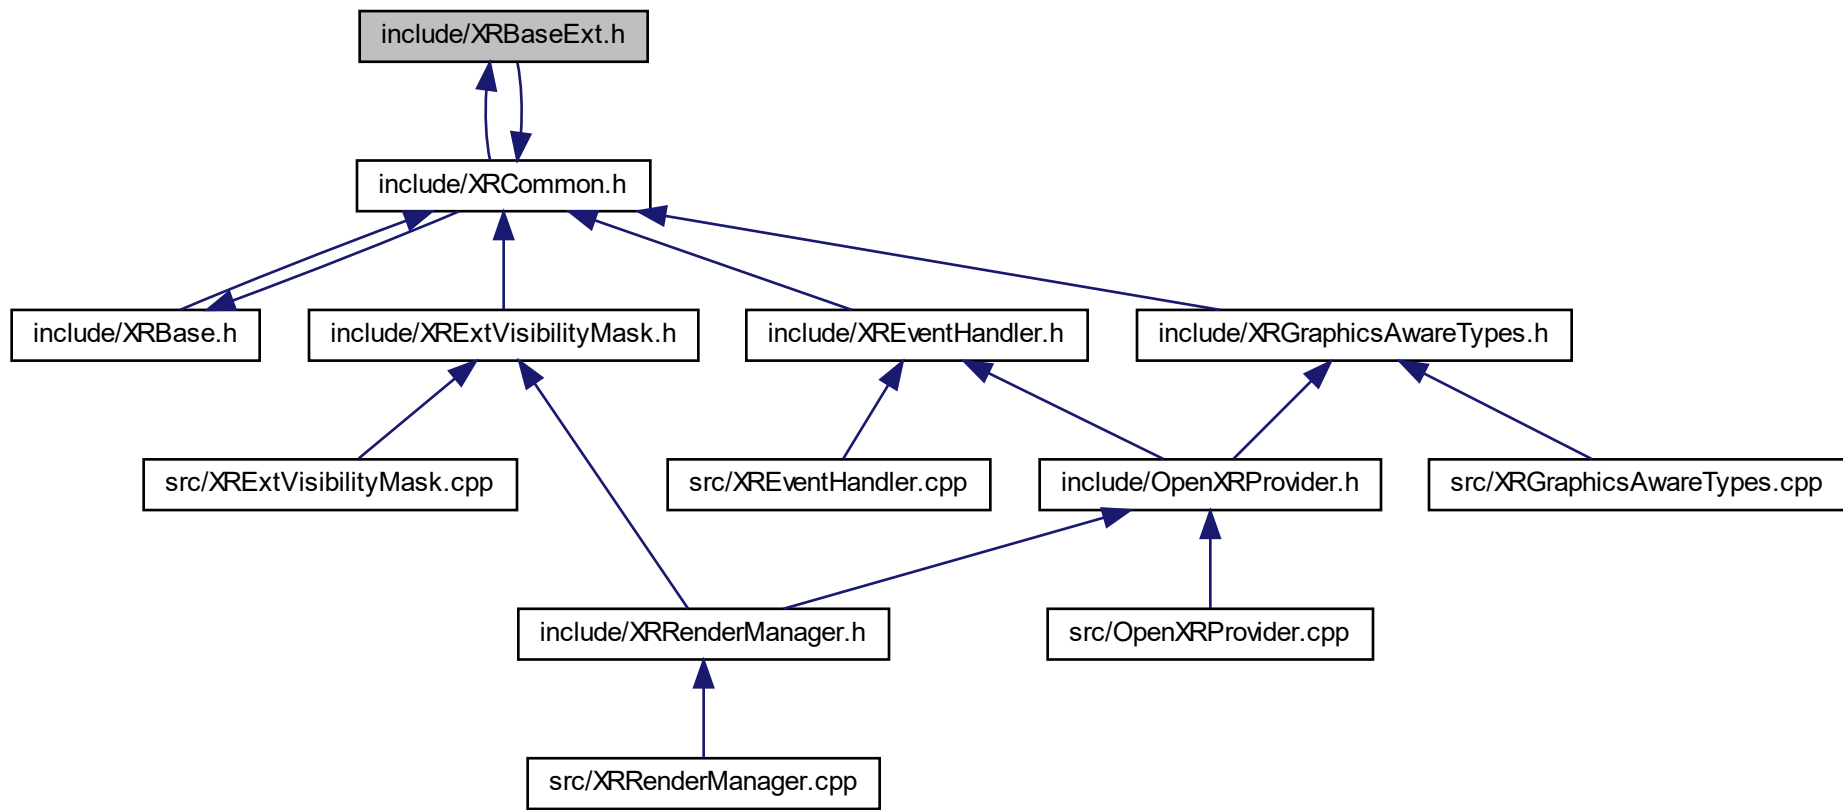 include/XRBaseExt.h
include/XRCommon.h
include/XRBase.h
include/XRExtVisibilityMask.h
include/XREventHandler.h
include/XRGraphicsAwareTypes.h
src/XRExtVisibilityMask.cpp
src/XREventHandler.cpp
include/OpenXRProvider.h
src/XRGraphicsAwareTypes.cpp
include/XRRenderManager.h
src/OpenXRProvider.cpp
src/XRRenderManager.cpp